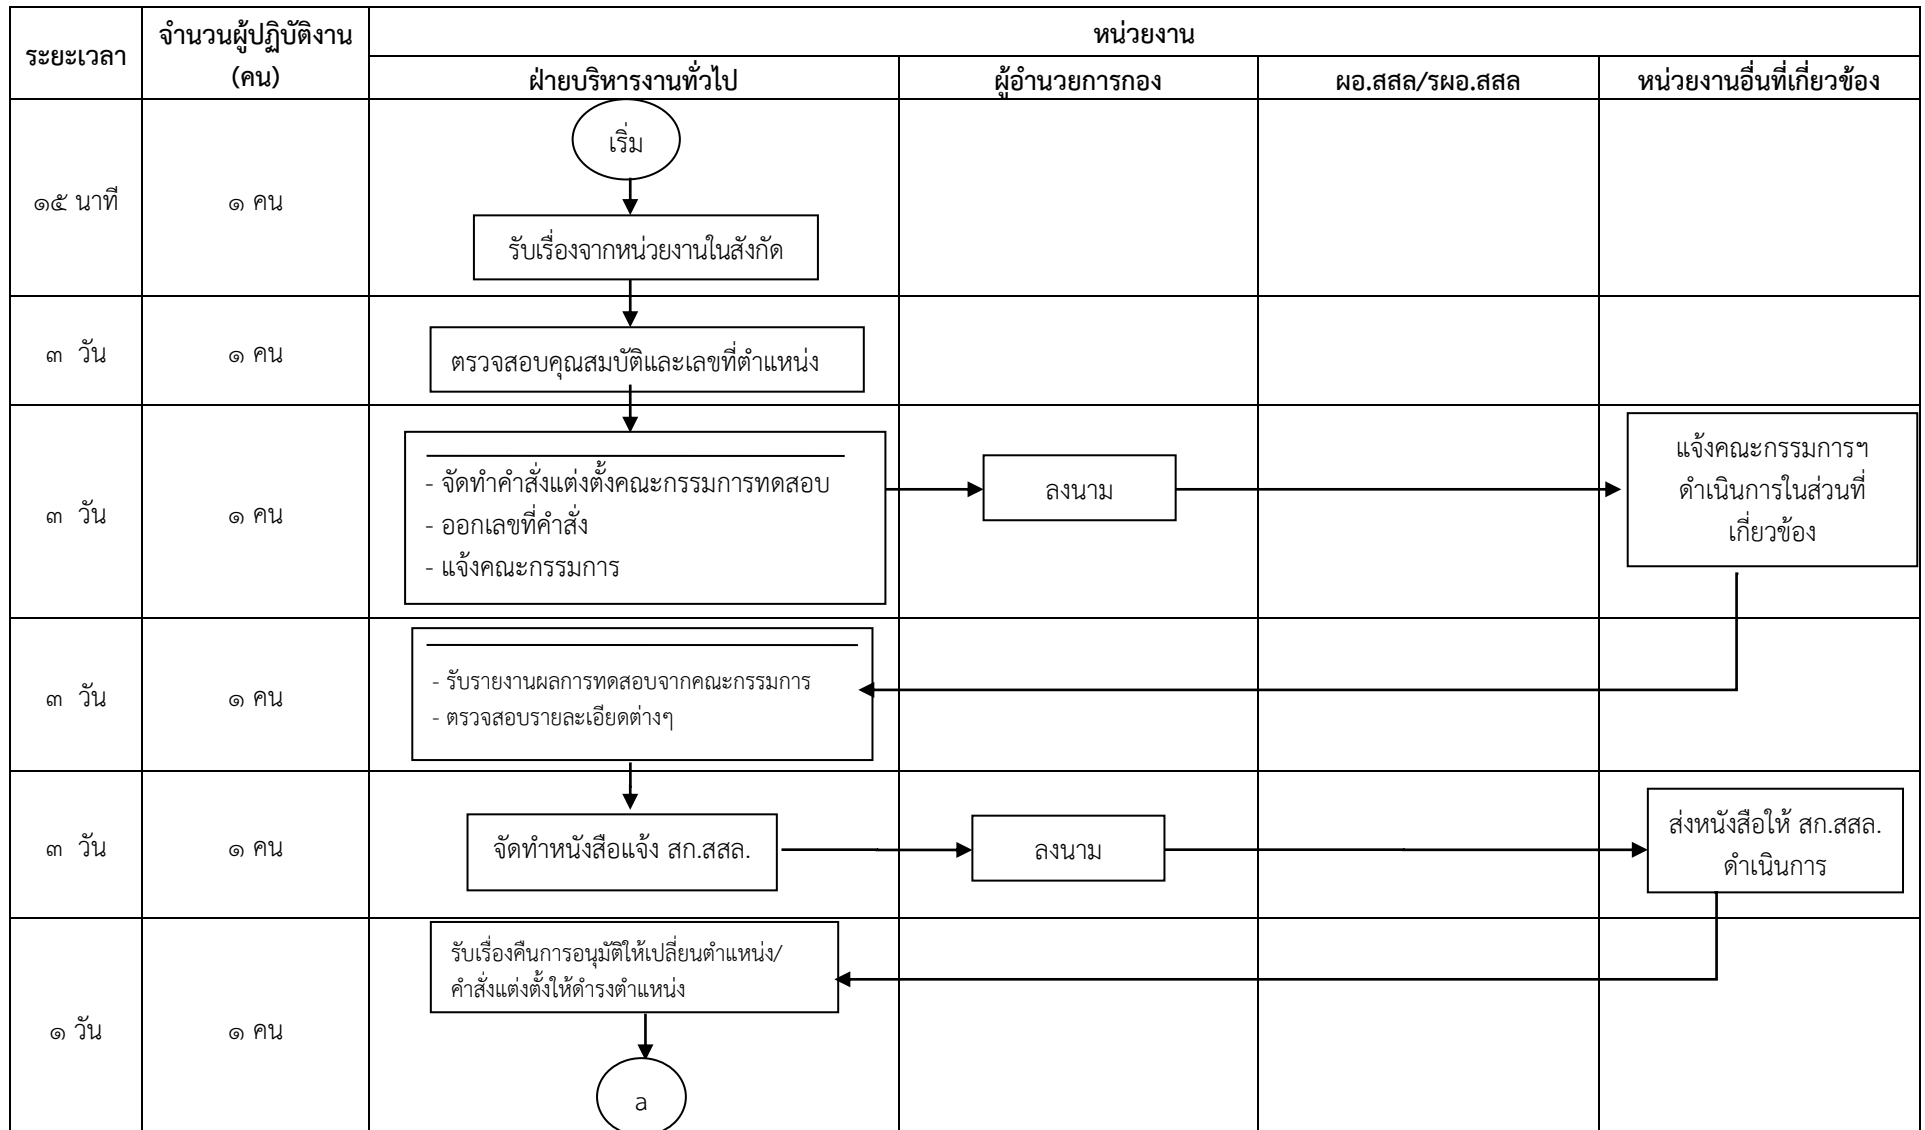 ระยะเวลา
จำนวนผู้ปฏิบัติงาน
(คน)
หน่วยงาน
ฝ่ายบริหารงานทั่วไป
ผู้อำนวยการกอง
ผอ.สสล/รผอ.สสล
หน่วยงานอื่นที่เกี่ยวข้อง
๑๕ นาที
๑ คน
เริ่ม
รับเรื่องจากหน่วยงานในสังกัด
๓ วัน
๑ คน
ตรวจสอบคุณสมบัติและเลขที่ตำแหน่ง
๓ วัน
๑ คน
- จัดทำคำสั่งแต่งตั้งคณะกรรมการทดสอบ
- ออกเลขที่คำสั่ง
- แจ้งคณะกรรมการ
ลงนาม
แจ้งคณะกรรมการฯ
ดำเนินการในส่วนที่
เกี่ยวข้อง
๓ วัน
๑ คน
- รับรายงานผลการทดสอบจากคณะกรรมการ
- ตรวจสอบรายละเอียดต่างๆ
๓ วัน
๑ คน
จัดทำหนังสือแจ้ง สก.สสล.
ลงนาม
ส่งหนังสือให้ สก.สสล.
ดำเนินการ
๑ วัน
๑ คน
รับเรื่องคืนการอนุมัติให้เปลี่ยนตำแหน่ง/
คำสั่งแต่งตั้งให้ดำรงตำแหน่ง
a